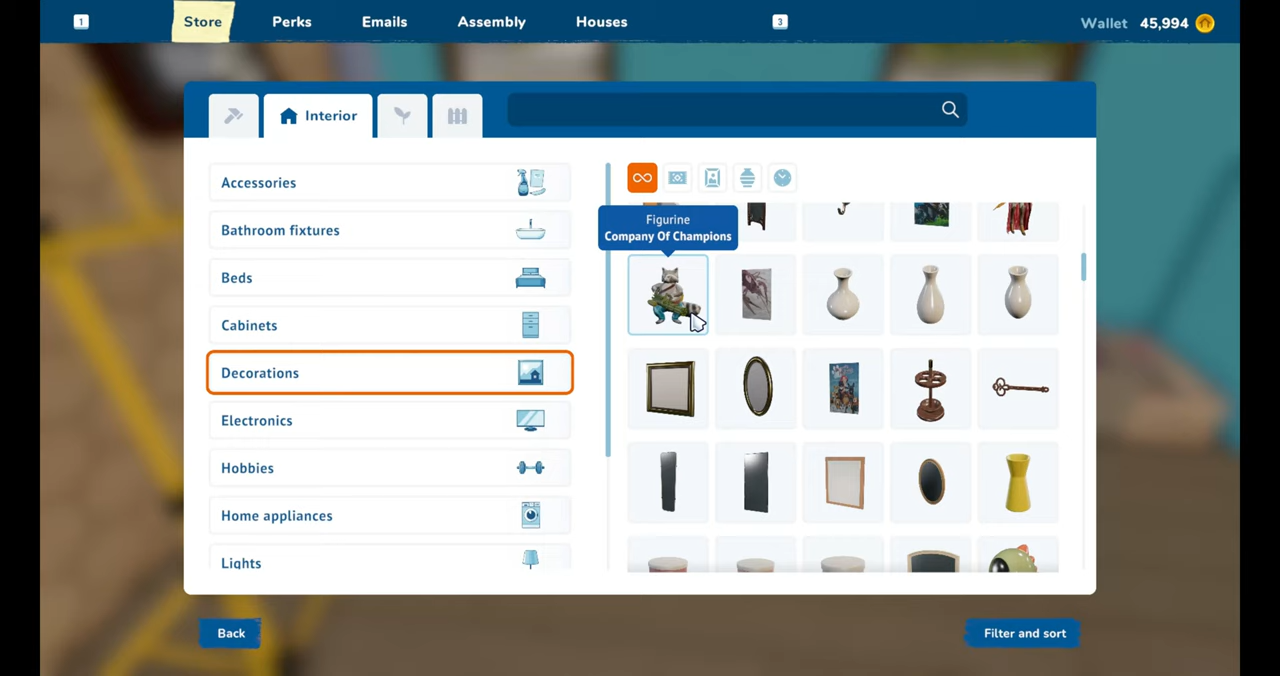 1
Store
Perks
Emails
Assembly
Houses
3
Wallet 45,994
Interior
Accessories
Bathroom fixtures
Beds
Cabinets
Decorations
Electronics
Hobbies
Home appliances
Lights
Figurine
Company Of Champions
Back
Filter and sort